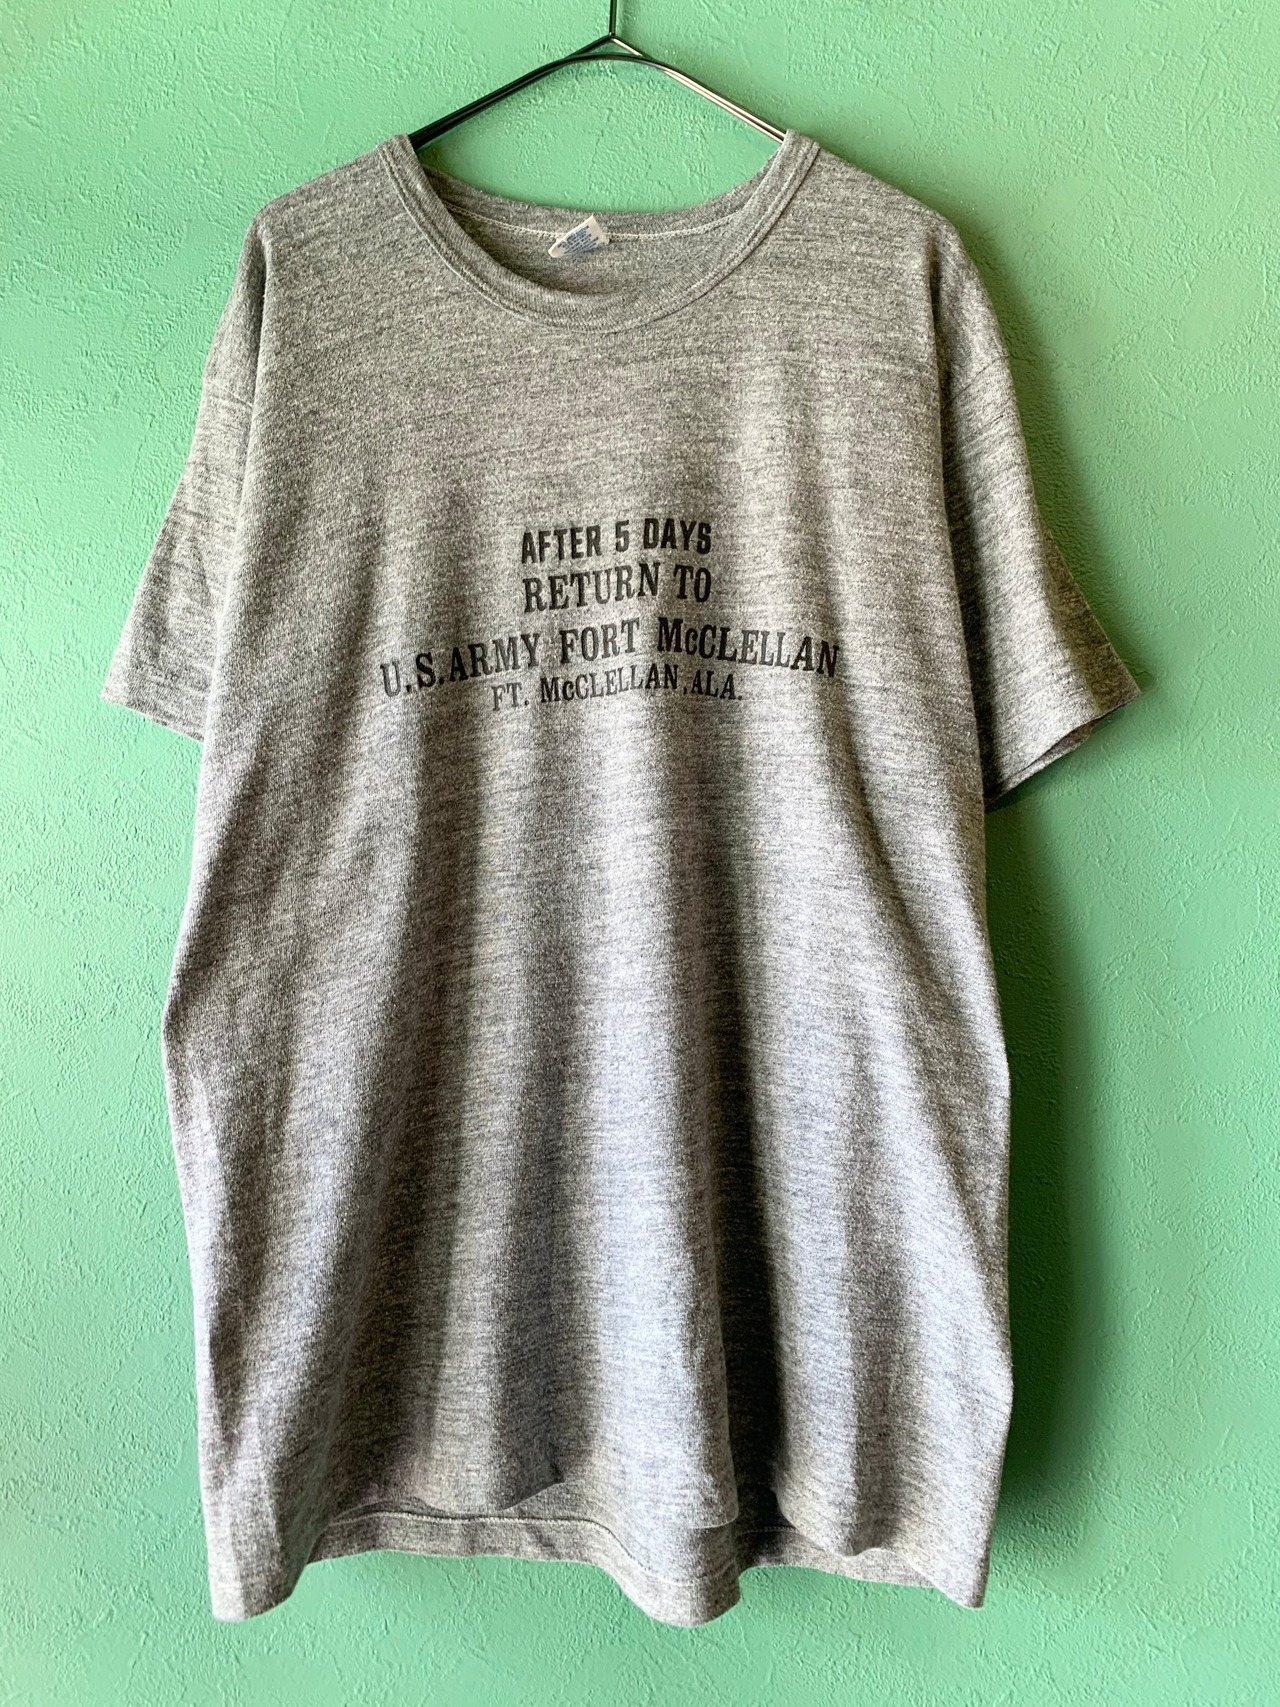 AFTER 5 DAYS
RETURN TO
U.S.ARMY FORT McCLELLAN
FT. McCLELLAN,ALA.